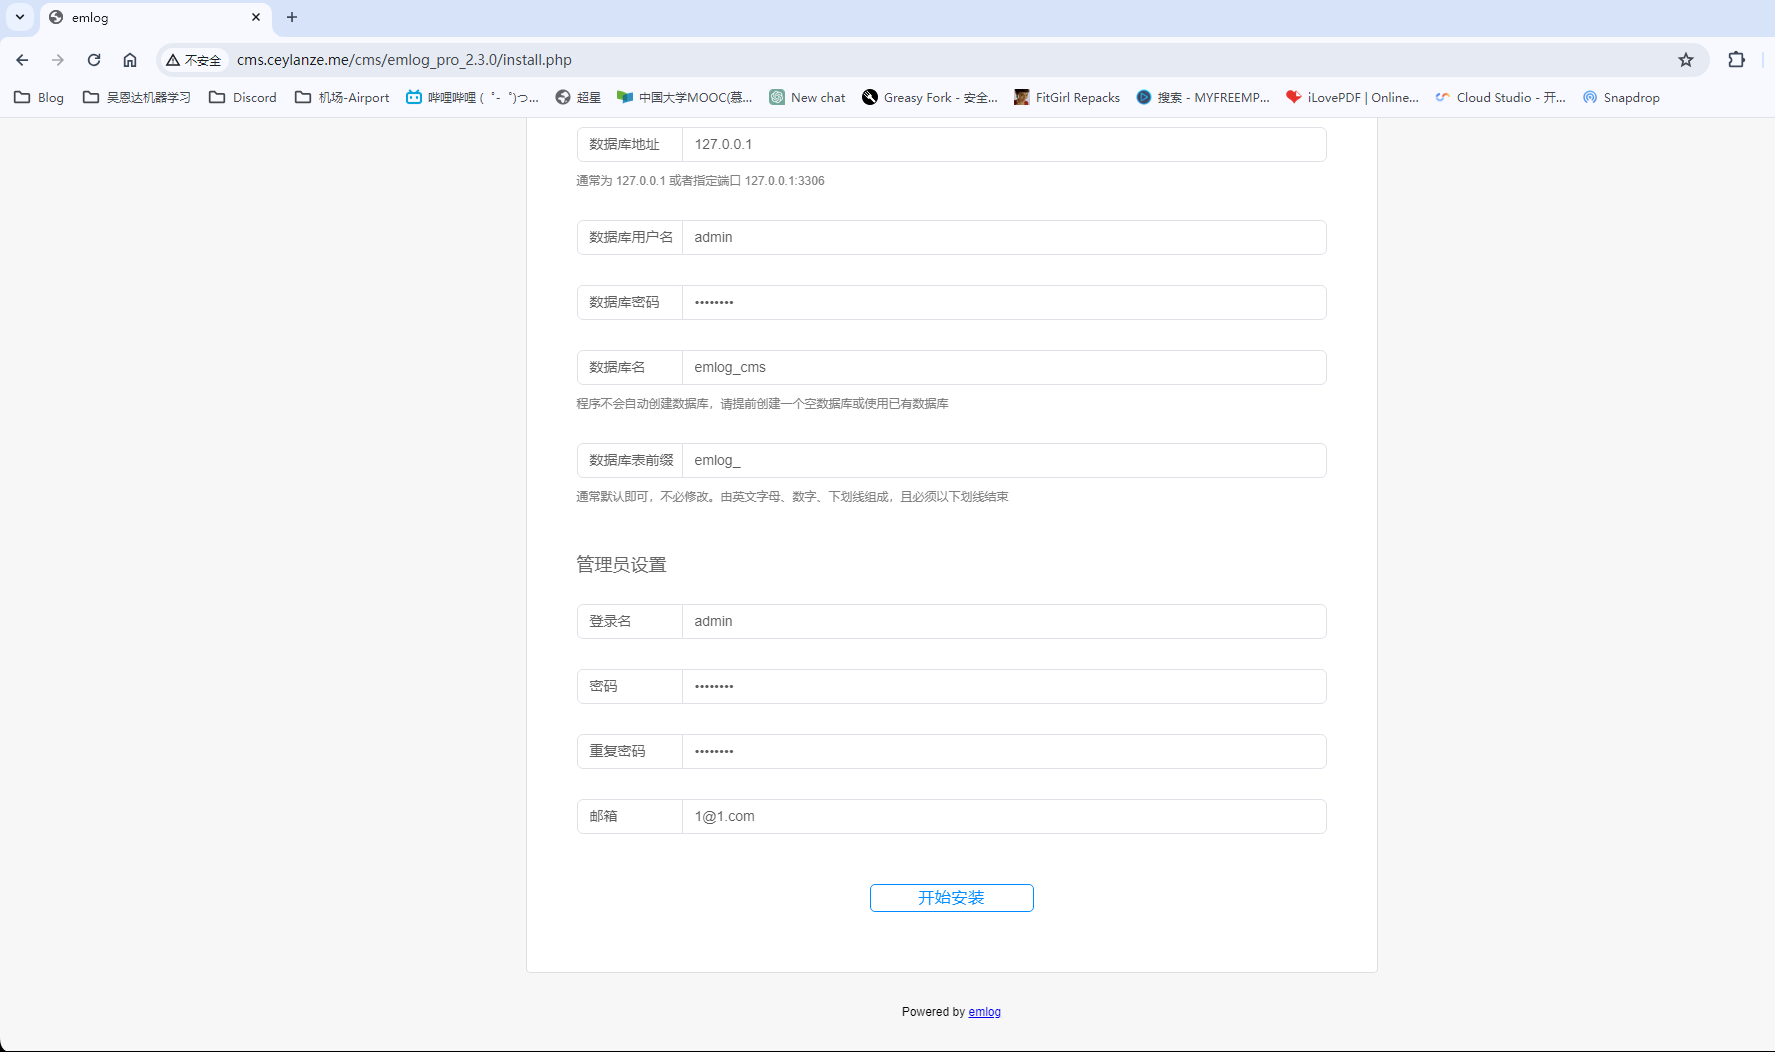 emlog
不安全 cms.ceylanze.me/cms/emlog_pro_2.3.0/install.php
Blog 吴恩达机器学习 Discord 机场-Airport 哔哩哔哩 ( ゜- ゜)つ... 超星 中国大学MOOC(慕... New chat Greasy Fork - 安全... FitGirl Repacks 搜索 - MYFREEMP... iLovePDF | Online... Cloud Studio - 开... Snapdrop
数据库地址 127.0.0.1
通常为 127.0.0.1 或者指定端口 127.0.0.1:3306
数据库用户名 admin
数据库密码 ••••••••
数据库名 emlog_cms
程序不会自动创建数据库，请提前创建一个空数据库或使用已有数据库
数据库表前缀 emlog_
通常默认即可，不必修改。由英文字母、数字、下划线组成，且必须以下划线结束
管理员设置
登录名 admin
密码 ••••••••
重复密码 ••••••••
邮箱 1@1.com
开始安装
Powered by emlog